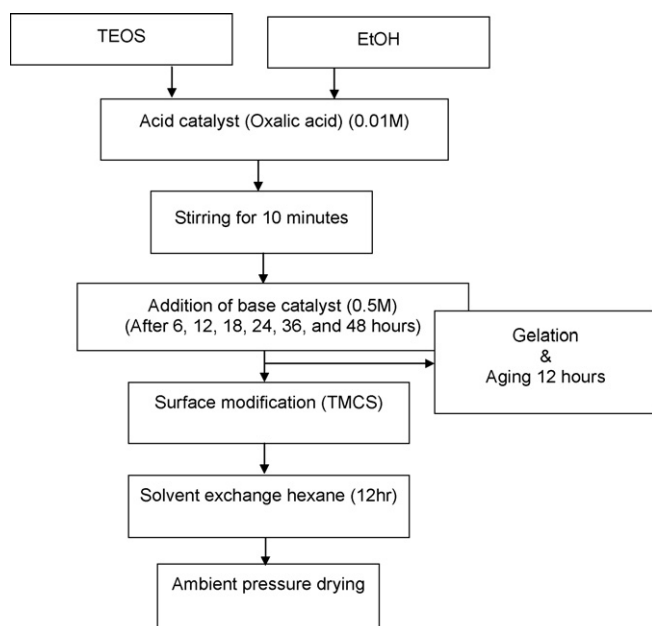 TEOS
EtOH
Acid catalyst (Oxalic acid) (0.01M)
Stirring for 10 minutes
Addition of base catalyst (0.5M)
(After 6, 12, 18, 24, 36, and 48 hours)
Gelation
&
Aging 12 hours
Surface modification (TMCS)
Solvent exchange hexane (12hr)
Ambient pressure drying